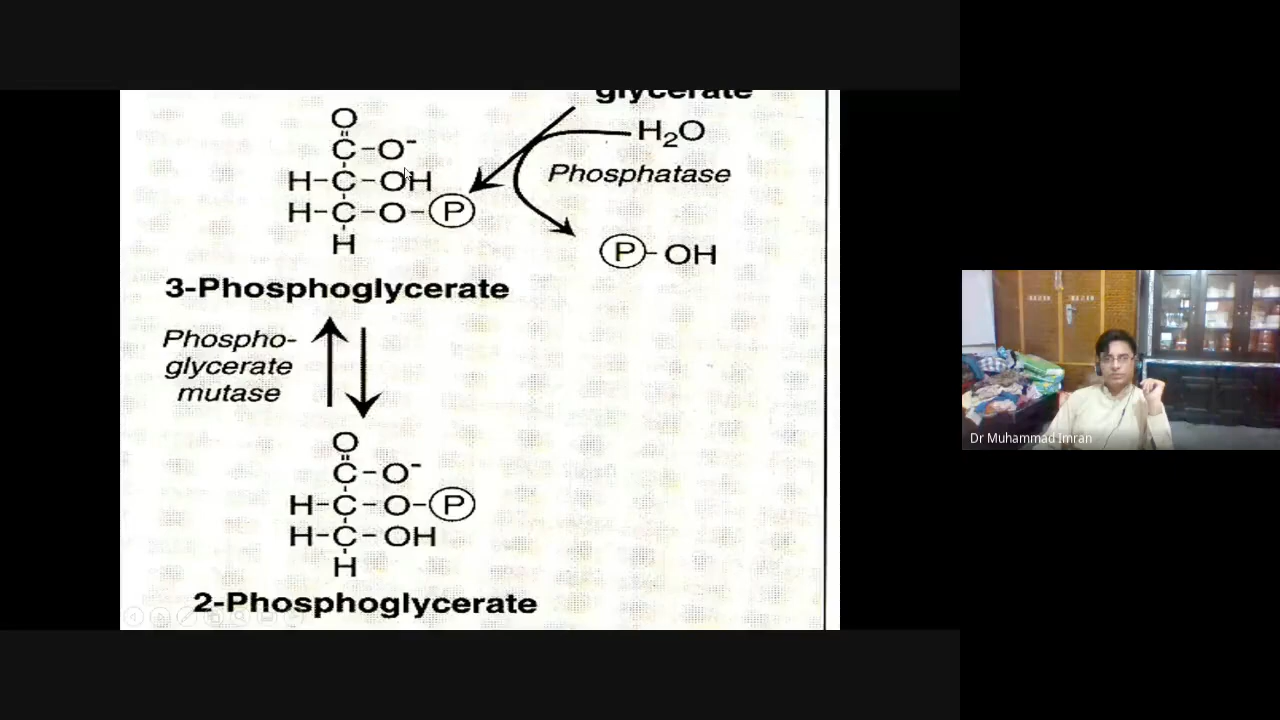 glycerate
O
C-O⁻
H-C-OH
H-C-O-P
H
H₂O
Phosphatase
P-OH
3-Phosphoglycerate
Phospho-
glycerate
mutase
O
C-O⁻
H-C-O-P
H-C-OH
H
2-Phosphoglycerate
Dr Muhammad Imran